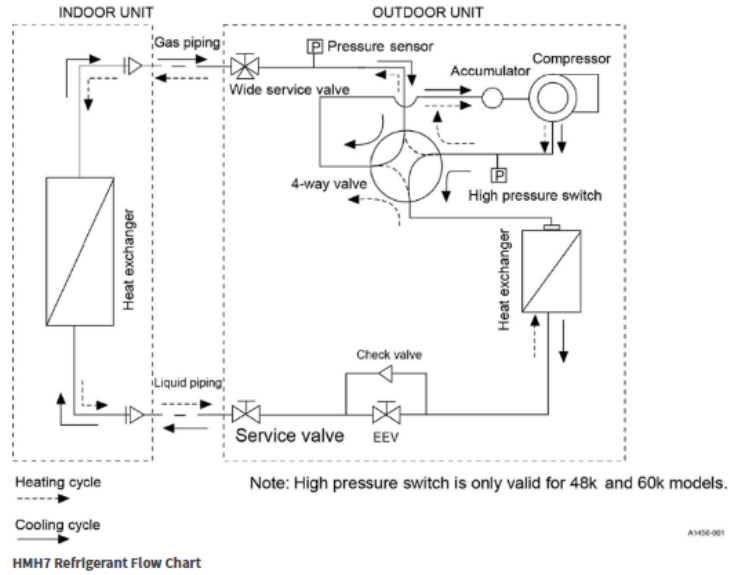 INDOOR UNIT
OUTDOOR UNIT
Gas piping
P
Pressure sensor
Compressor
Accumulator
Wide service valve
4-way valve
P
High pressure switch
Heat exchanger
Heat exchanger
Check valve
Liquid piping
Service valve
EEV
Heating cycle
Note: High pressure switch is only valid for 48k and 60k models.
Cooling cycle
A1456-001
HMH7 Refrigerant Flow Chart